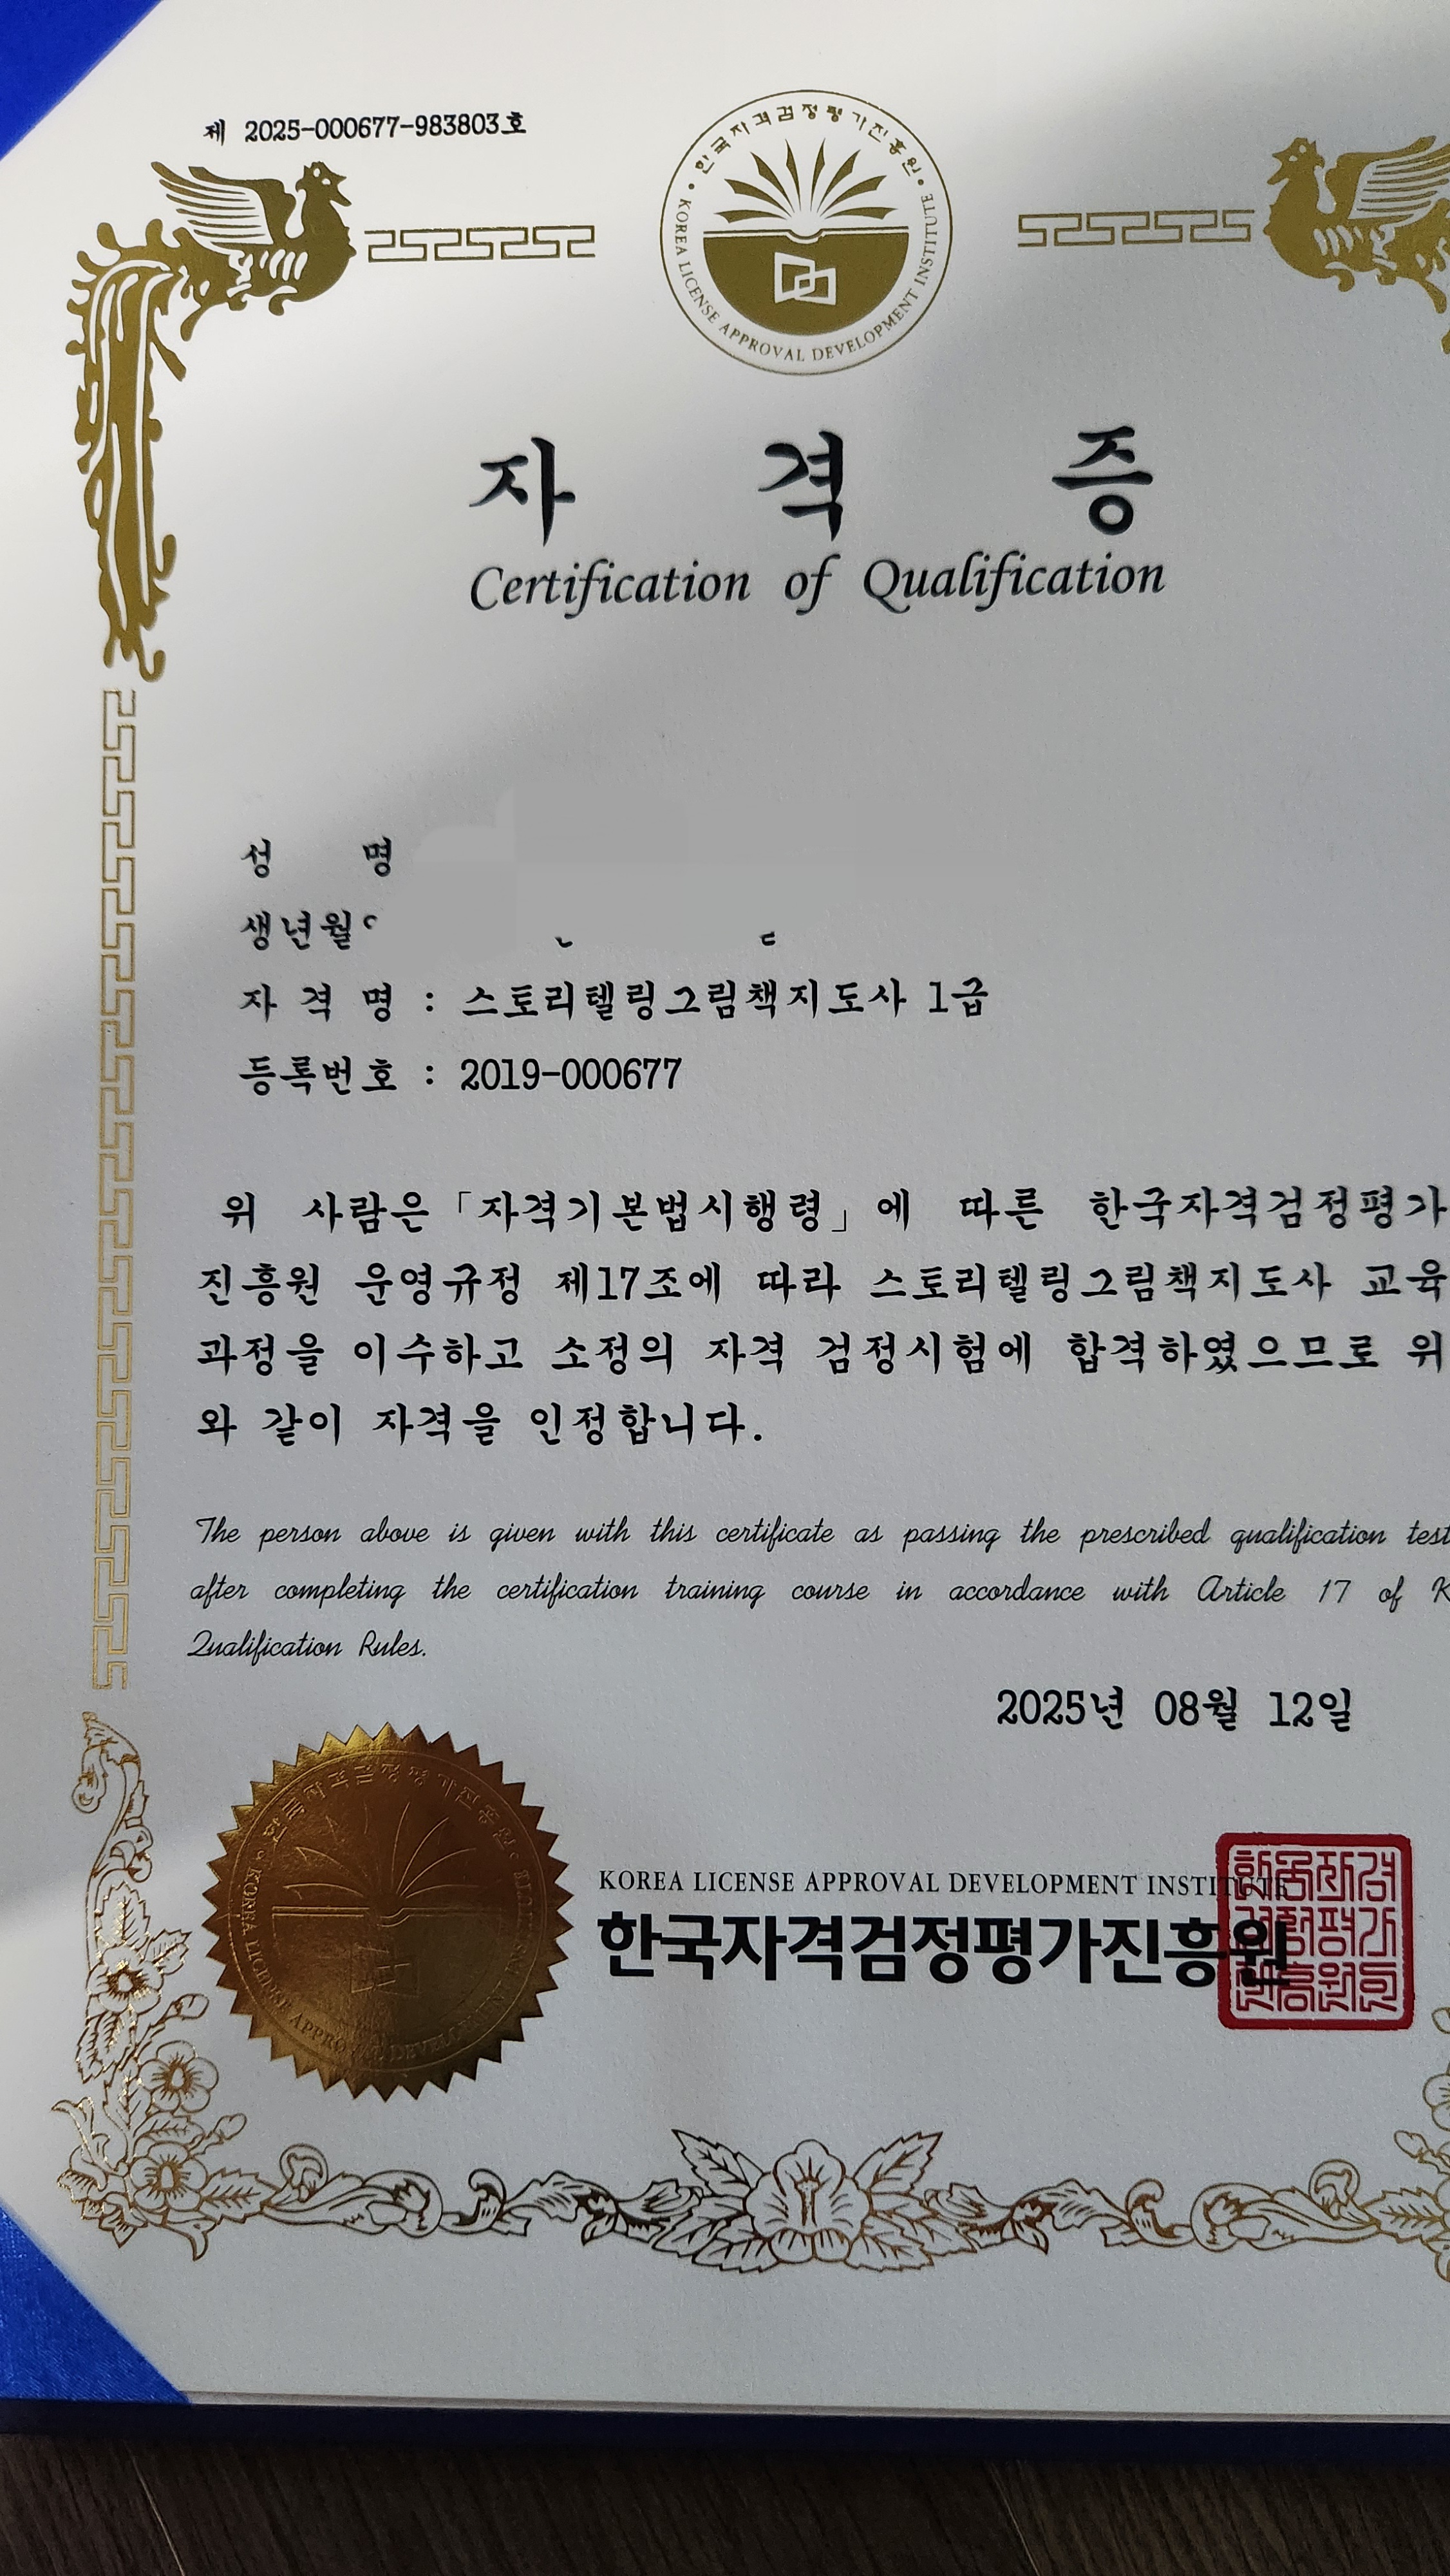 제 2025-000677-983803호
한국자격검정평가진흥원
KOREA LICENSE APPROVAL DEVELOPMENT INSTITUTE
자 격 증
Certification of Qualification
성 명
생년월
자 격 명 : 스토리텔링그림책지도사 1급
등록번호 : 2019-000677
위 사람은 「자격기본법시행령」에 따른 한국자격검정평가
진흥원 운영규정 제17조에 따라 스토리텔링그림책지도사 교육
과정을 이수하고 소정의 자격 검정시험에 합격하였으므로 위
와 같이 자격을 인정합니다.
The person above is given with this certificate as passing the prescribed qualification test
after completing the certification training course in accordance with Article 17 of K
Qualification Rules.
2025년 08월 12일
KOREA LICENSE APPROVAL DEVELOPMENT INSTITUTE
한국자격검정평가진흥원